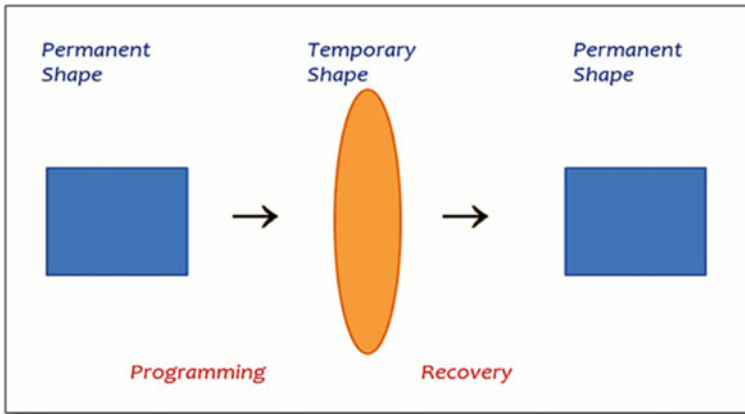 Permanent
Shape
Temporary
Shape
Permanent
Shape
Programming
Recovery